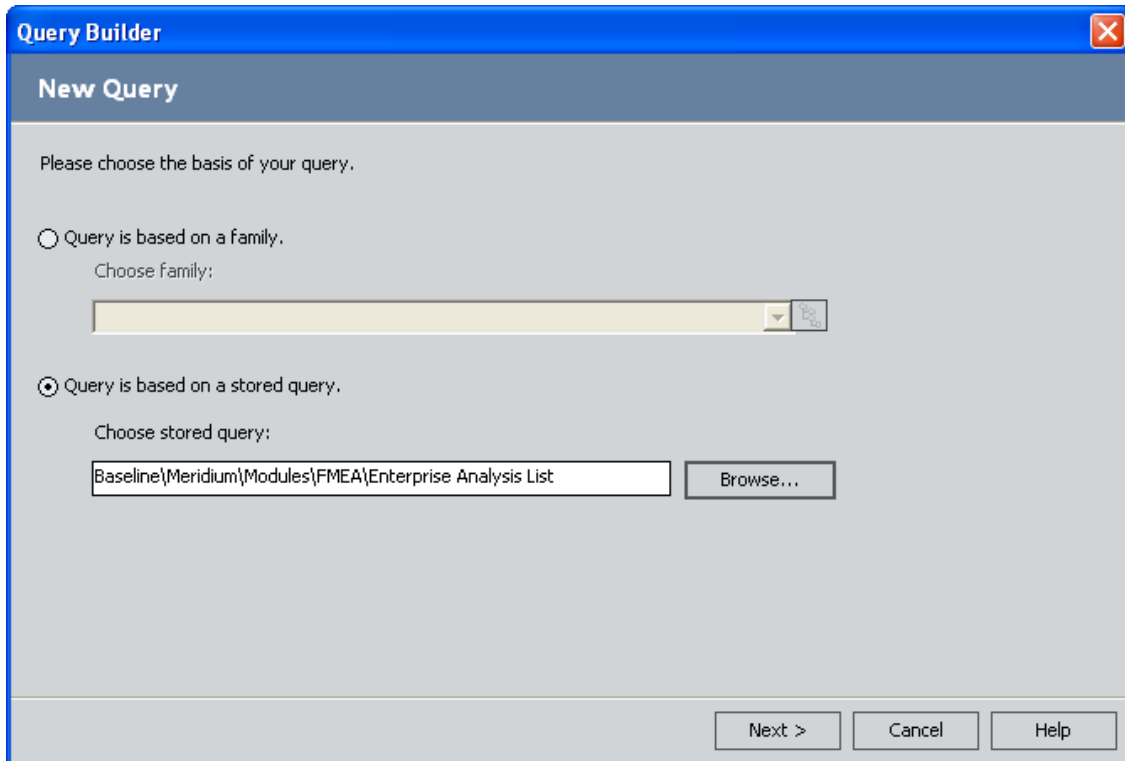 Query Builder
New Query
Please choose the basis of your query.
Query is based on a family.
Choose family:
Query is based on a stored query.
Choose stored query:
Baseline\Meridium\Modules\FMEA\Enterprise Analysis List
Browse...
Next >
Cancel
Help